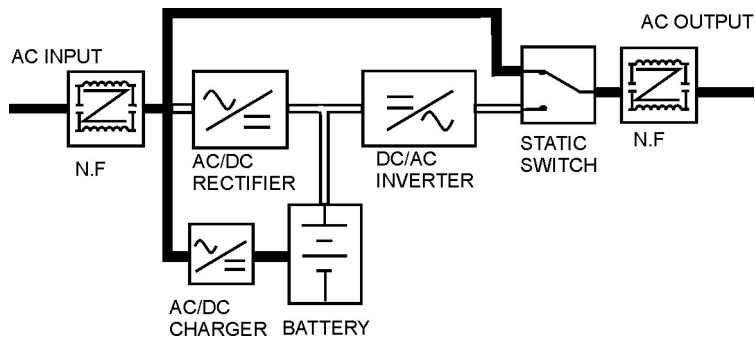 AC INPUT
AC OUTPUT
N.F
AC/DC
RECTIFIER
DC/AC
INVERTER
STATIC
SWITCH
N.F
AC/DC
CHARGER
BATTERY